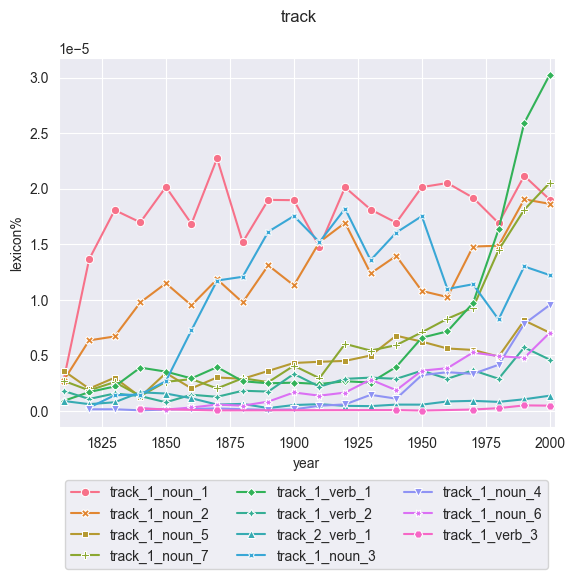 track
1e−5
3.0
2.5
2.0
1.5
1.0
0.5
0.0
lexicon%
1825 1850 1875 1900 1925 1950 1975 2000
year
track_1_noun_1 track_1_verb_1 track_1_noun_4
track_1_noun_2 track_1_verb_2 track_1_noun_6
track_1_noun_5 track_2_verb_1 track_1_verb_3
track_1_noun_7 track_1_noun_3